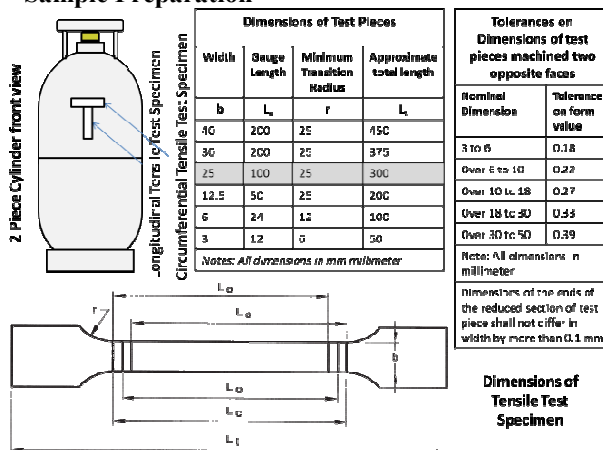 Sample Preparation
2 Piece Cylinder front view
Longitudinal Tensile Test Specimen
Circumferential Tensile Test Specimen
Dimensions of Test Pieces
Width Gauge Length Minimum Transition Radius Approximate total length
b Lo r Lt
40 200 25 450
30 200 25 375
25 100 25 300
12.5 50 25 200
6 24 12 100
3 12 6 50
Notes: All dimensions in mm milimeter
Tolerances on
Dimensions of test
pieces machined two
opposite faces
Nominal Dimension Tolerance on form value
3 to 6 0.18
Over 6 to 10 0.22
Over 10 to 18 0.27
Over 18 to 30 0.33
Over 30 to 50 0.39
Note: All dimensions in
millimeter
Dimensions of the ends of
the reduced section of test
piece shall not differ in
width by more than 0.1 mm
Lo
Lo
r
b
Lo
Lc
Lt
Dimensions of
Tensile Test
Specimen